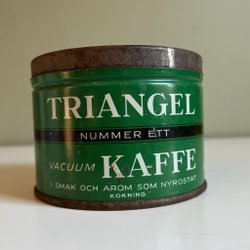 TRIANGEL
NUMMER ETT
VACUUM KAFFE
I SMAK OCH AROM SOM NYROSTAT
KOKNING